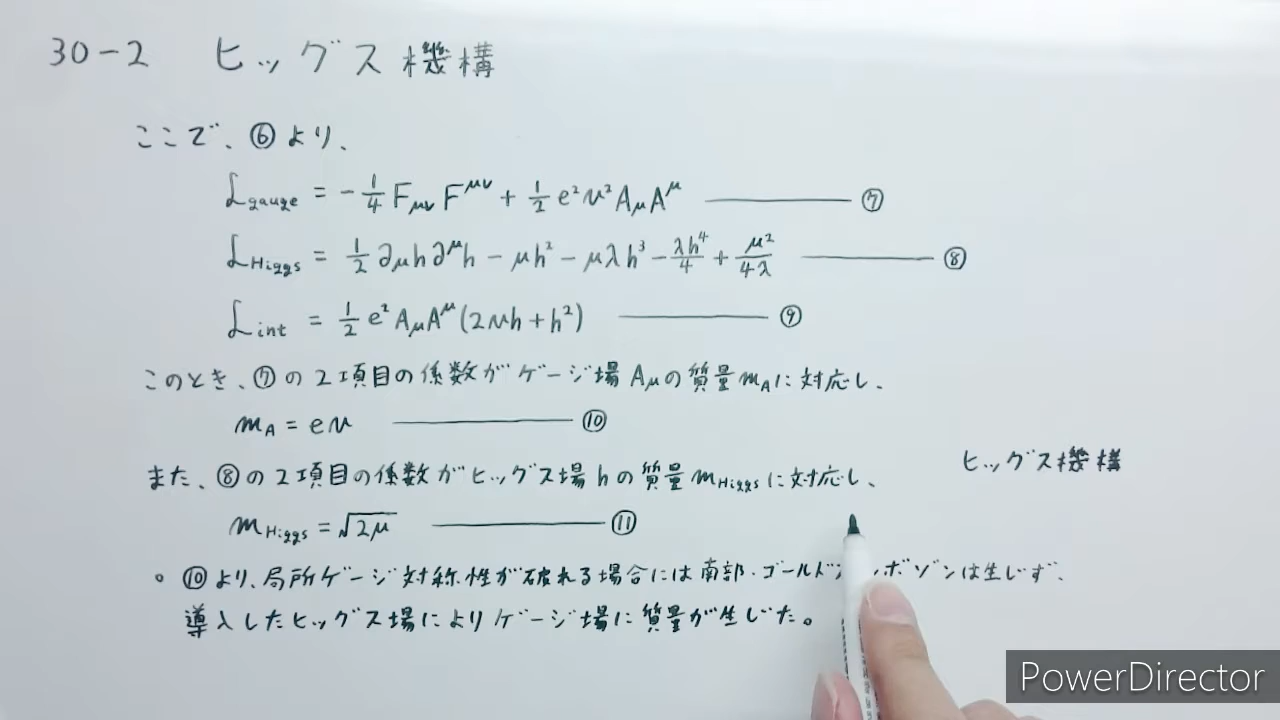 30-2 ヒッグス機構
ここで、⑥より、
ℒgauge = -1/4 FμνF^μν + 1/2 e²v²AμA^μ ——— ⑦
ℒHiggs = 1/2 ∂μh∂^μh - μh² - μλh³ - λh⁴/4 + μ²/4λ ——— ⑧
ℒint = 1/2 e²AμA^μ(2vh+h²) ——— ⑨
このとき、⑦の2項目の係数がゲージ場Aμの質量mAに対応し、
mA = ev ——— ⑩
また、⑧の2項目の係数がヒッグス場hの質量mHiggsに対応し、
ヒッグス機構
mHiggs = √2μ ——— ⑪
。⑩より、局所ゲージ対称性が破れる場合には南部・ゴールド ボゾンは生じず、
導入したヒッグス場によりゲージ場に質量が生じた。
PowerDirector